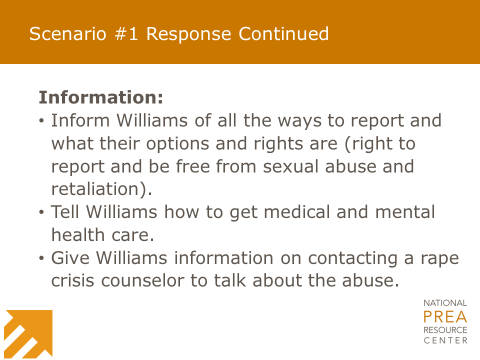 Scenario #1 Response Continued
Information:
• Inform Williams of all the ways to report and
what their options and rights are (right to
report and be free from sexual abuse and
retaliation).
• Tell Williams how to get medical and mental
health care.
• Give Williams information on contacting a rape
crisis counselor to talk about the abuse.
NATIONAL
PREA
RESOURCE
CENTER